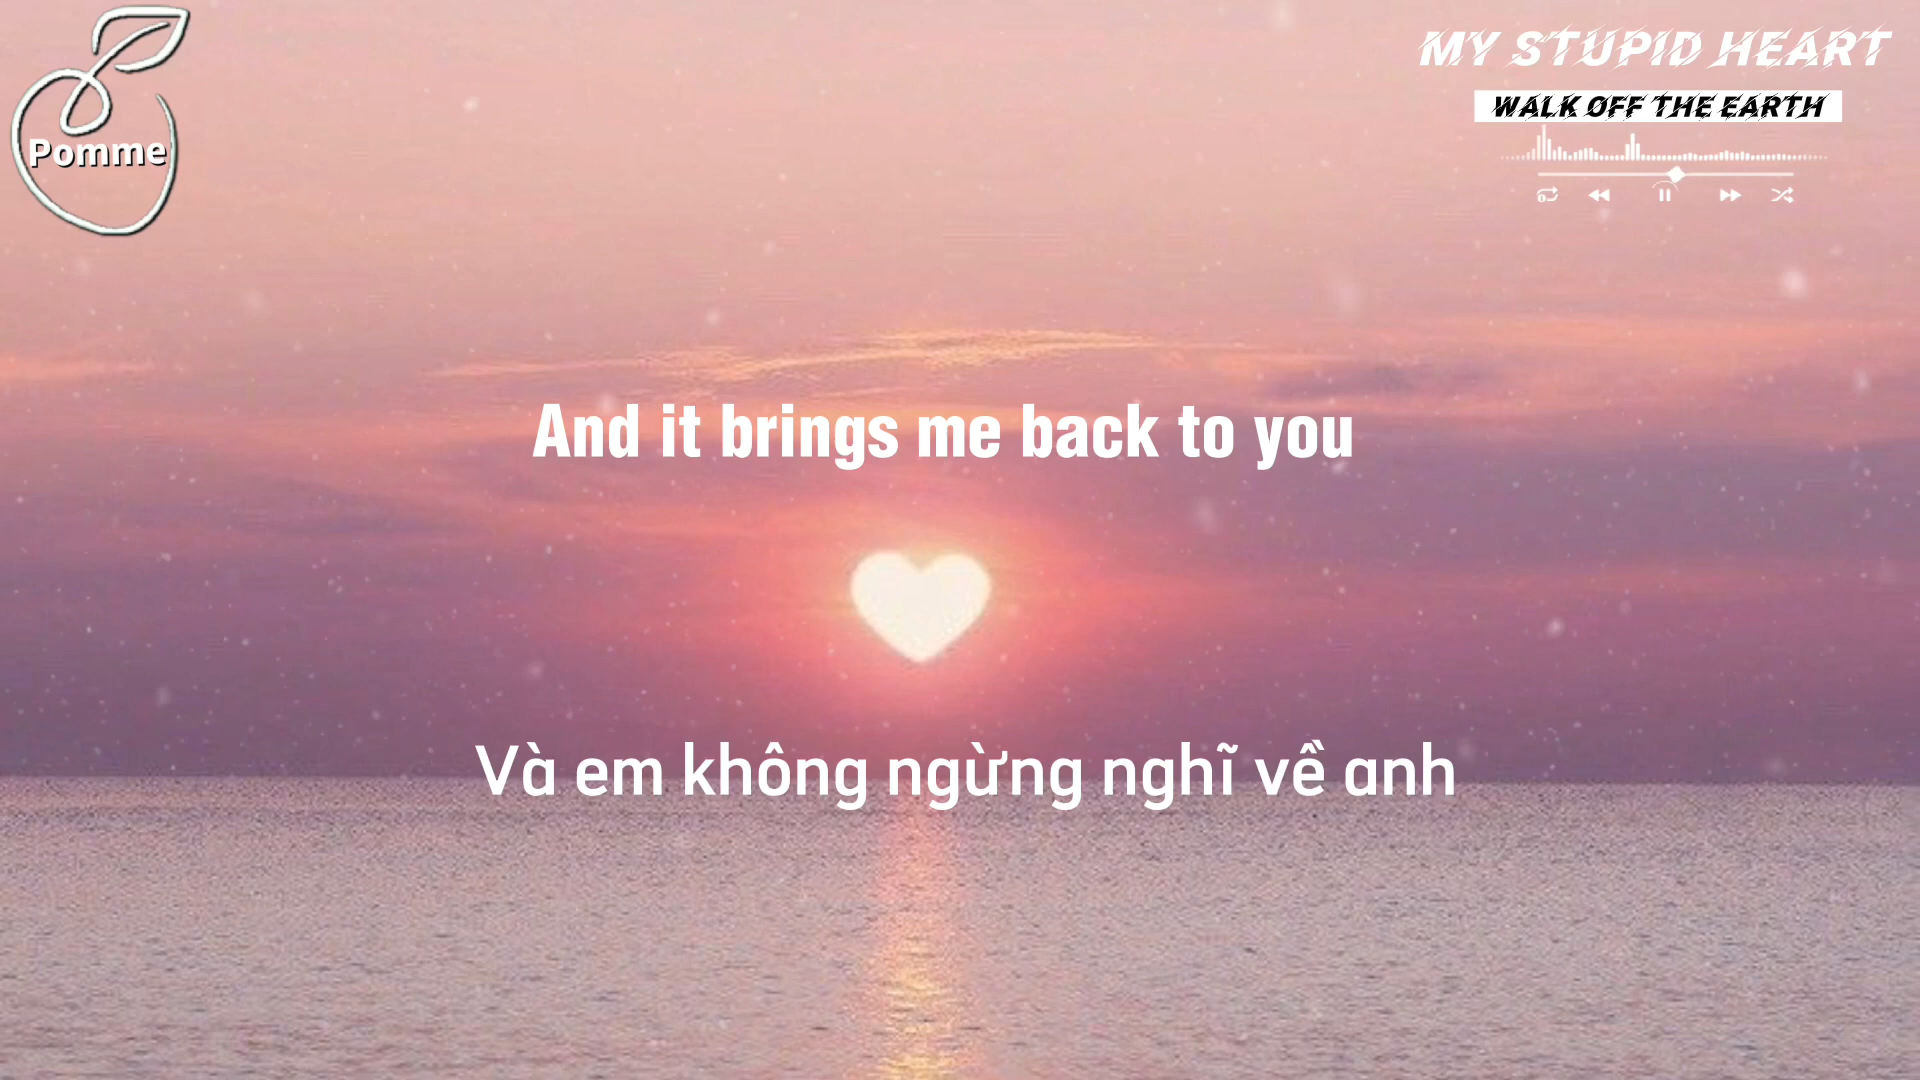 Pomme
MY STUPID HEART
WALK OFF THE EARTH
And it brings me back to you
Và em không ngừng nghĩ về anh